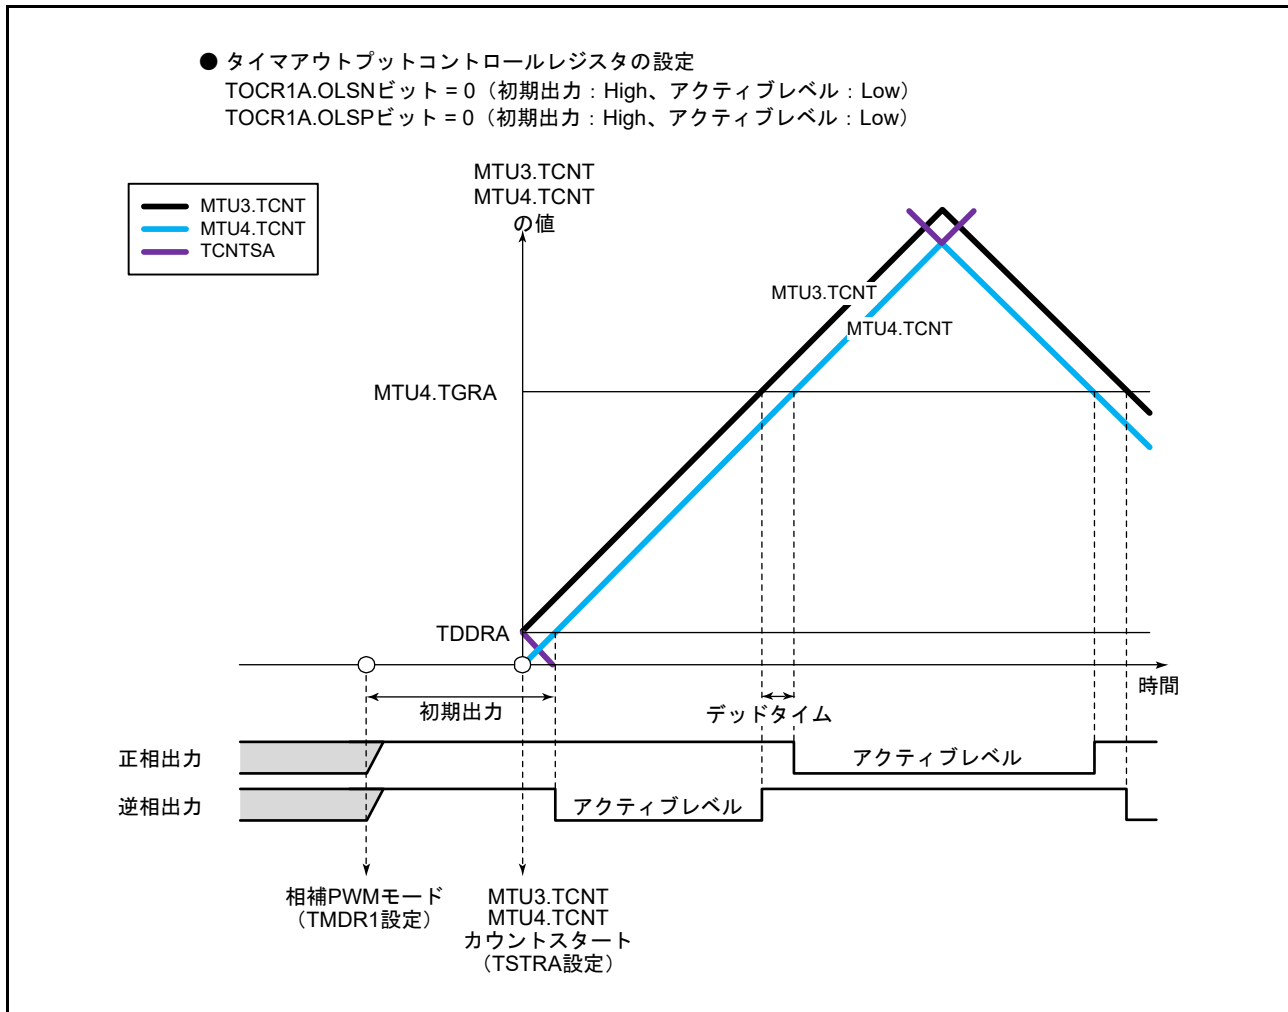 ● タイマアウトプットコントロールレジスタの設定
TOCR1A.OLSNビット = 0（初期出力：High、アクティブレベル：Low）
TOCR1A.OLSPビット = 0（初期出力：High、アクティブレベル：Low）
MTU3.TCNT
MTU4.TCNT
の値
MTU3.TCNT
MTU4.TCNT
TCNTSA
MTU3.TCNT
MTU4.TCNT
MTU4.TGRA
TDDRA
時間
初期出力
デッドタイム
正相出力
アクティブレベル
逆相出力
アクティブレベル
相補PWMモード
（TMDR1設定）
MTU3.TCNT
MTU4.TCNT
カウントスタート
（TSTRA設定）